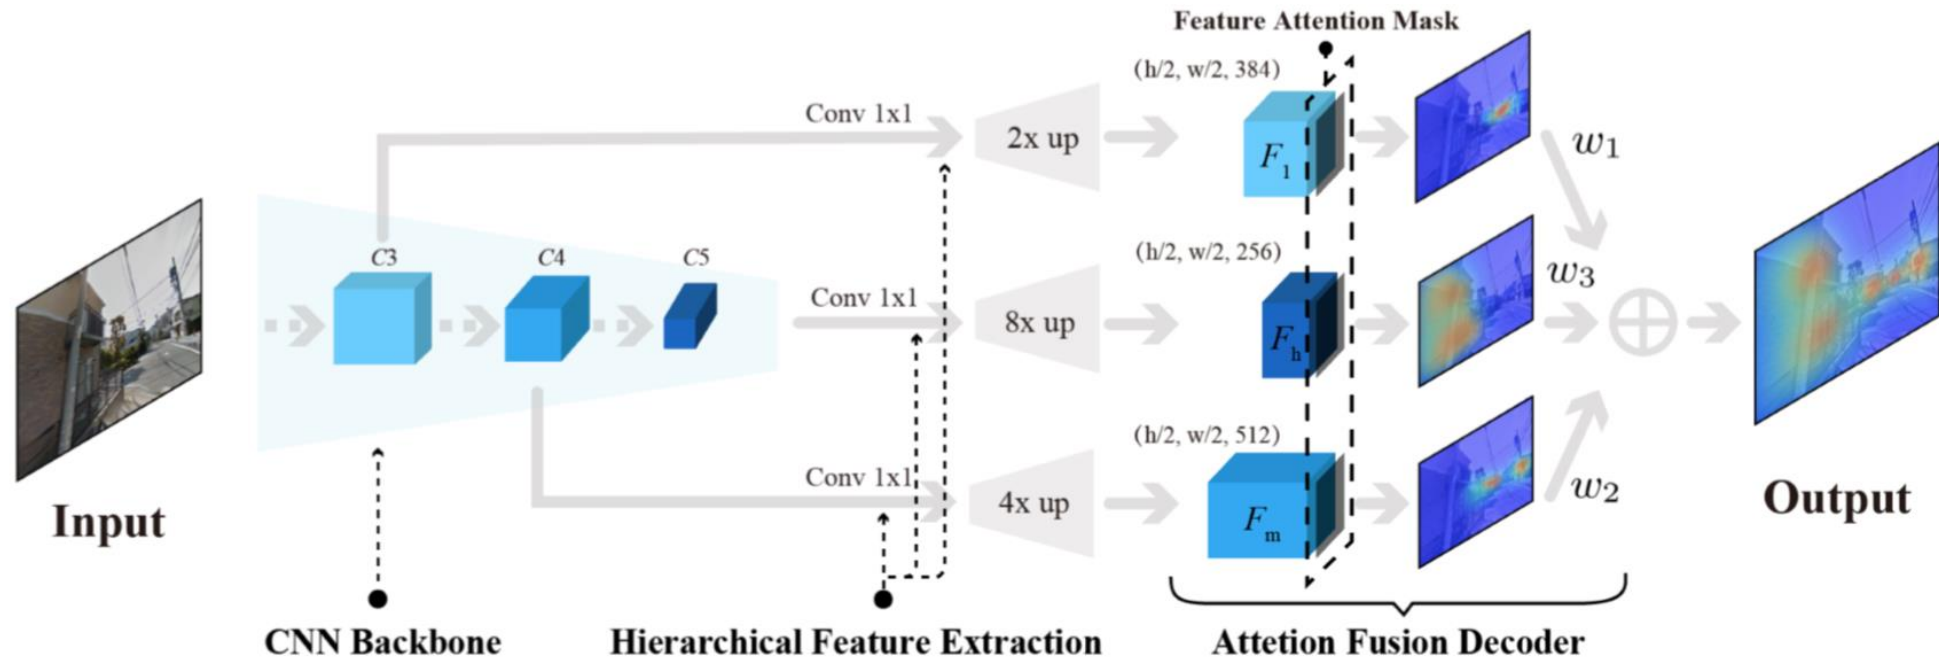 Feature Attention Mask
(h/2, w/2, 384)
Conv 1x1
2x up
F1
w1
C3
C4
C5
(h/2, w/2, 256)
Conv 1x1
8x up
Fh
w3
(h/2, w/2, 512)
Conv 1x1
4x up
Fm
w2
Input
Output
CNN Backbone
Hierarchical Feature Extraction
Attetion Fusion Decoder